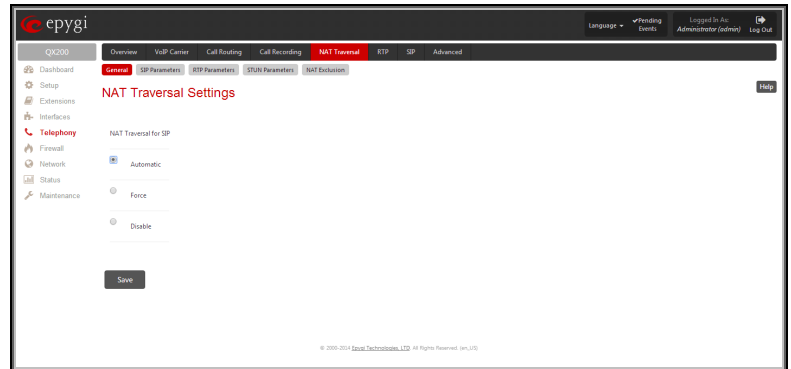 epygi
Language
Pending Events
Logged In As:
Administrator (admin)
Log Out
QX200
Overview VoIP Carrier Call Routing Call Recording NAT Traversal RTP SIP Advanced
Dashboard
Setup
Extensions
Interfaces
Telephony
Firewall
Network
Status
Maintenance
General SIP Parameters RTP Parameters STUN Parameters NAT Exclusion
Help
NAT Traversal Settings
NAT Traversal for SIP
Automatic
Force
Disable
Save
© 2003-2014 Epygi Technologies, LTD. All Rights Reserved. (en_US)